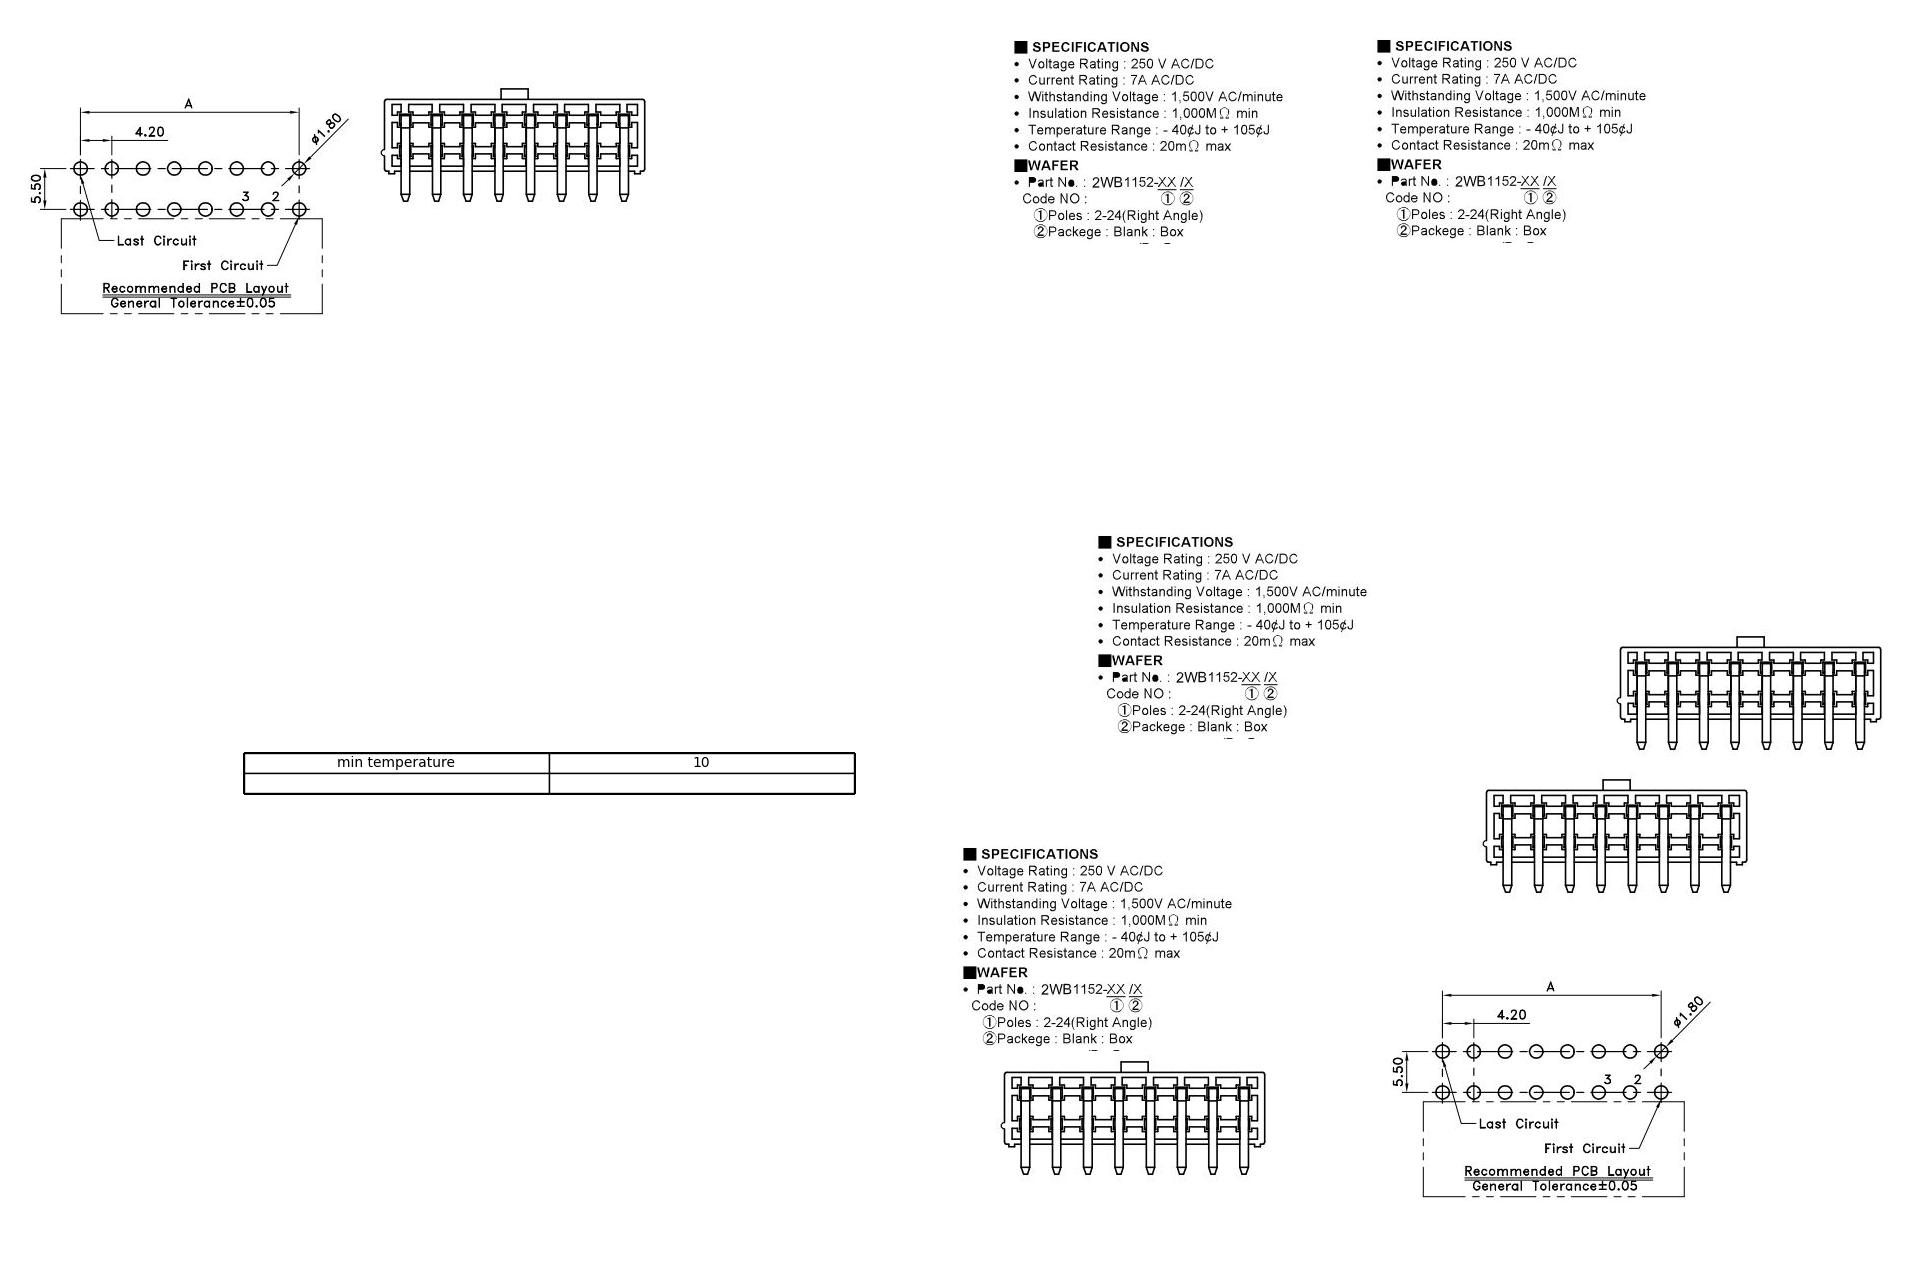 A
4.20
ø1.80
5.50
3 2
Last Circuit
First Circuit
Recommended PCB Layout
General Tolerance±0.05
■ SPECIFICATIONS
• Voltage Rating : 250 V AC/DC
• Current Rating : 7A AC/DC
• Withstanding Voltage : 1,500V AC/minute
• Insulation Resistance : 1,000MΩ min
• Temperature Range : - 40¢J to + 105¢J
• Contact Resistance : 20mΩ max
■WAFER
• Part No. : 2WB1152-XX /X
Code NO : ① ②
①Poles : 2-24(Right Angle)
②Packege : Blank : Box
■ SPECIFICATIONS
• Voltage Rating : 250 V AC/DC
• Current Rating : 7A AC/DC
• Withstanding Voltage : 1,500V AC/minute
• Insulation Resistance : 1,000MΩ min
• Temperature Range : - 40¢J to + 105¢J
• Contact Resistance : 20mΩ max
■WAFER
• Part No. : 2WB1152-XX /X
Code NO : ① ②
①Poles : 2-24(Right Angle)
②Packege : Blank : Box
■ SPECIFICATIONS
• Voltage Rating : 250 V AC/DC
• Current Rating : 7A AC/DC
• Withstanding Voltage : 1,500V AC/minute
• Insulation Resistance : 1,000MΩ min
• Temperature Range : - 40¢J to + 105¢J
• Contact Resistance : 20mΩ max
■WAFER
• Part No. : 2WB1152-XX /X
Code NO : ① ②
①Poles : 2-24(Right Angle)
②Packege : Blank : Box
min temperature 10
■ SPECIFICATIONS
• Voltage Rating : 250 V AC/DC
• Current Rating : 7A AC/DC
• Withstanding Voltage : 1,500V AC/minute
• Insulation Resistance : 1,000MΩ min
• Temperature Range : - 40¢J to + 105¢J
• Contact Resistance : 20mΩ max
■WAFER
• Part No. : 2WB1152-XX /X
Code NO : ① ②
①Poles : 2-24(Right Angle)
②Packege : Blank : Box
A
4.20
ø1.80
5.50
3 2
Last Circuit
First Circuit
Recommended PCB Layout
General Tolerance±0.05